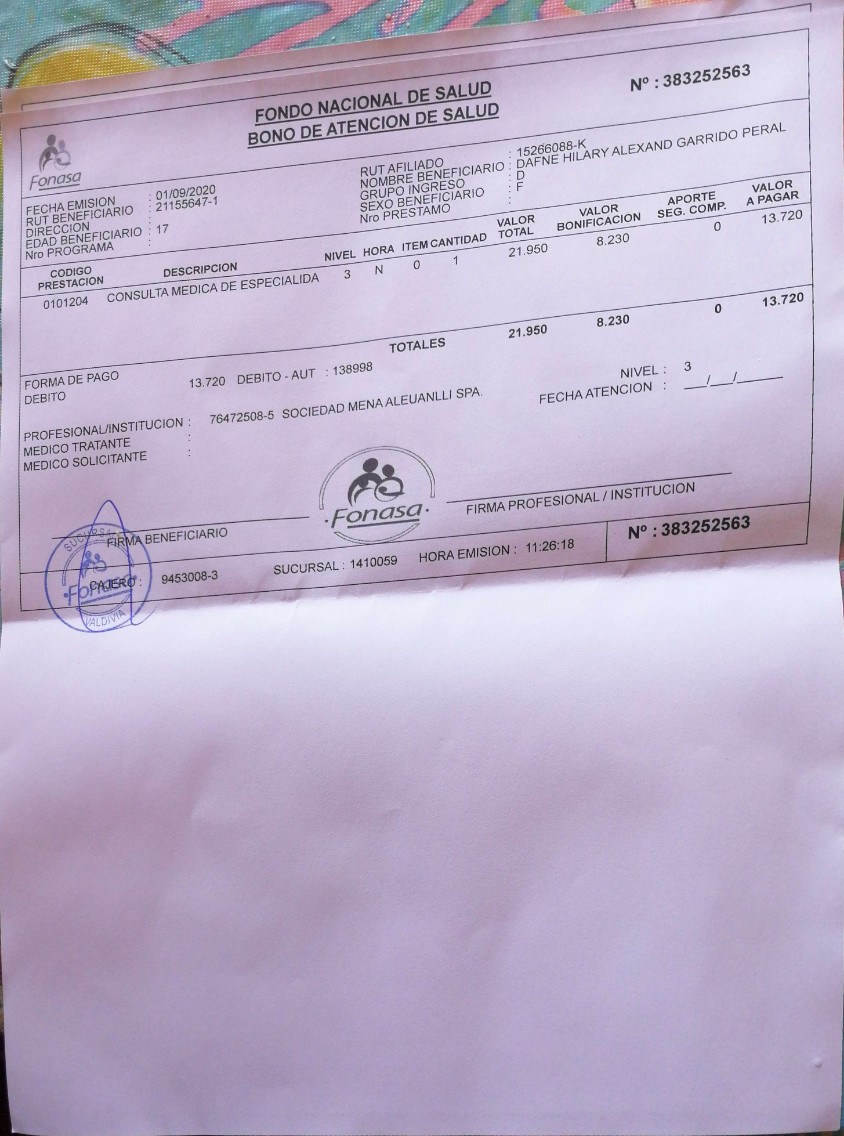 FONDO NACIONAL DE SALUD
BONO DE ATENCION DE SALUD
Nº : 383252563
Fonasa
FECHA EMISION : 01/09/2020
RUT BENEFICIARIO : 21155647-1
DIRECCION :
EDAD BENEFICIARIO : 17
Nro PROGRAMA :
RUT AFILIADO : 15266088-K
NOMBRE BENEFICIARIO : DAFNE HILARY ALEXAND GARRIDO PERAL
GRUPO INGRESO : D
SEXO BENEFICIARIO : F
Nro PRESTAMO :
CODIGO PRESTACION DESCRIPCION NIVEL HORA ITEM CANTIDAD VALOR TOTAL VALOR BONIFICACION APORTE SEG. COMP. VALOR A PAGAR
0101204 CONSULTA MEDICA DE ESPECIALIDA 3 N 0 1 21.950 8.230 0 13.720
TOTALES 21.950 8.230 0 13.720
FORMA DE PAGO
DEBITO 13.720 DEBITO - AUT : 138998
NIVEL : 3
PROFESIONAL/INSTITUCION : 76472508-5 SOCIEDAD MENA ALEUANLLI SPA.
FECHA ATENCION : __/__/____
MEDICO TRATANTE :
MEDICO SOLICITANTE :
Fonasa
FIRMA BENEFICIARIO
FIRMA PROFESIONAL / INSTITUCION
SUCURSAL
Fonasa
VALDIVIA
CAJERO : 9453008-3 SUCURSAL : 1410059 HORA EMISION : 11:26:18 Nº : 383252563